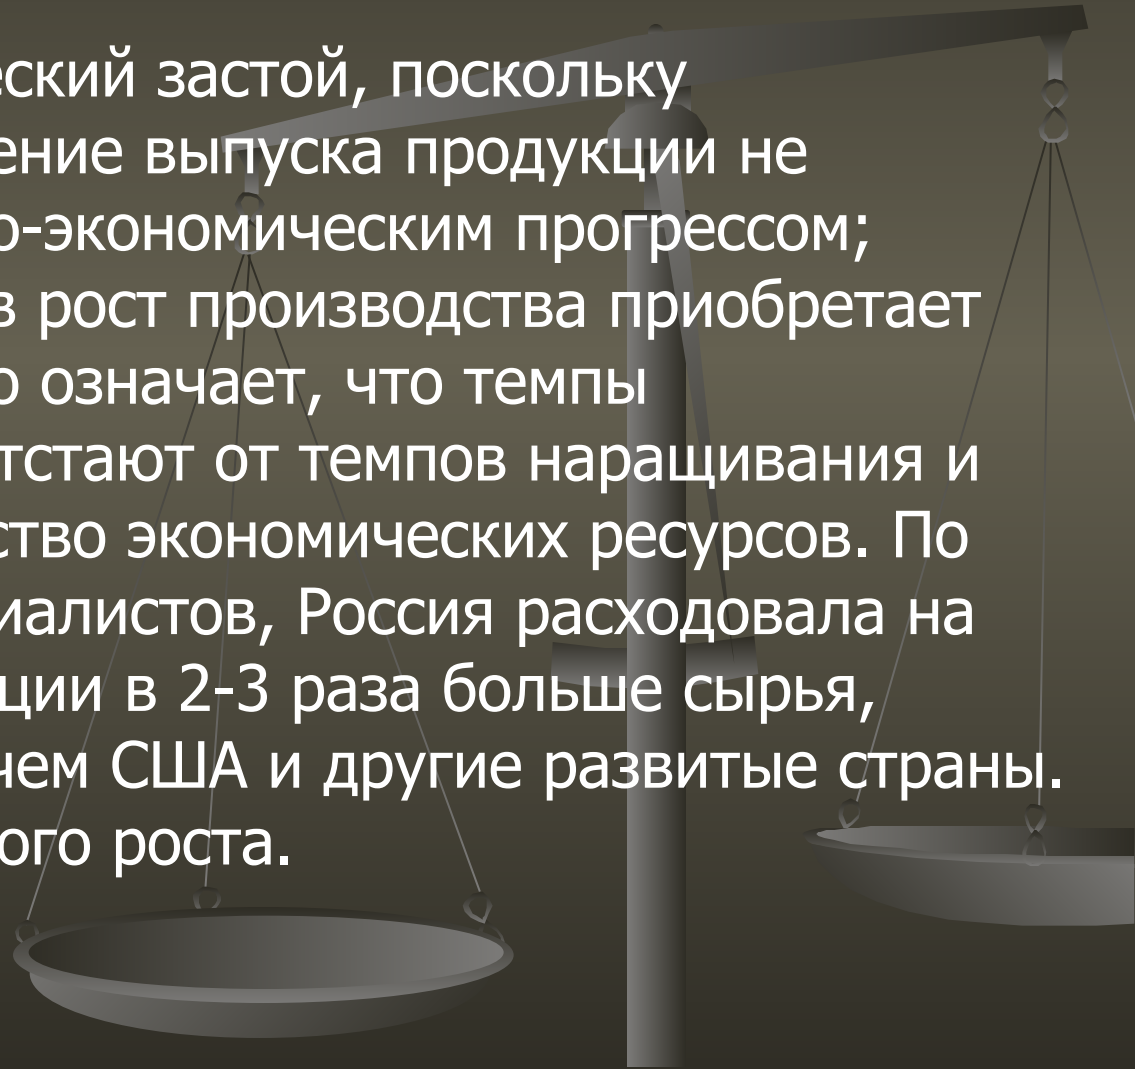 еский застой, поскольку
ение выпуска продукции не
о-экономическим прогрессом;
в рост производства приобретает
о означает, что темпы
тстают от темпов наращивания и
ство экономических ресурсов. По
иалистов, Россия расходовала на
ции в 2-3 раза больше сырья,
чем США и другие развитые страны.
ого роста.